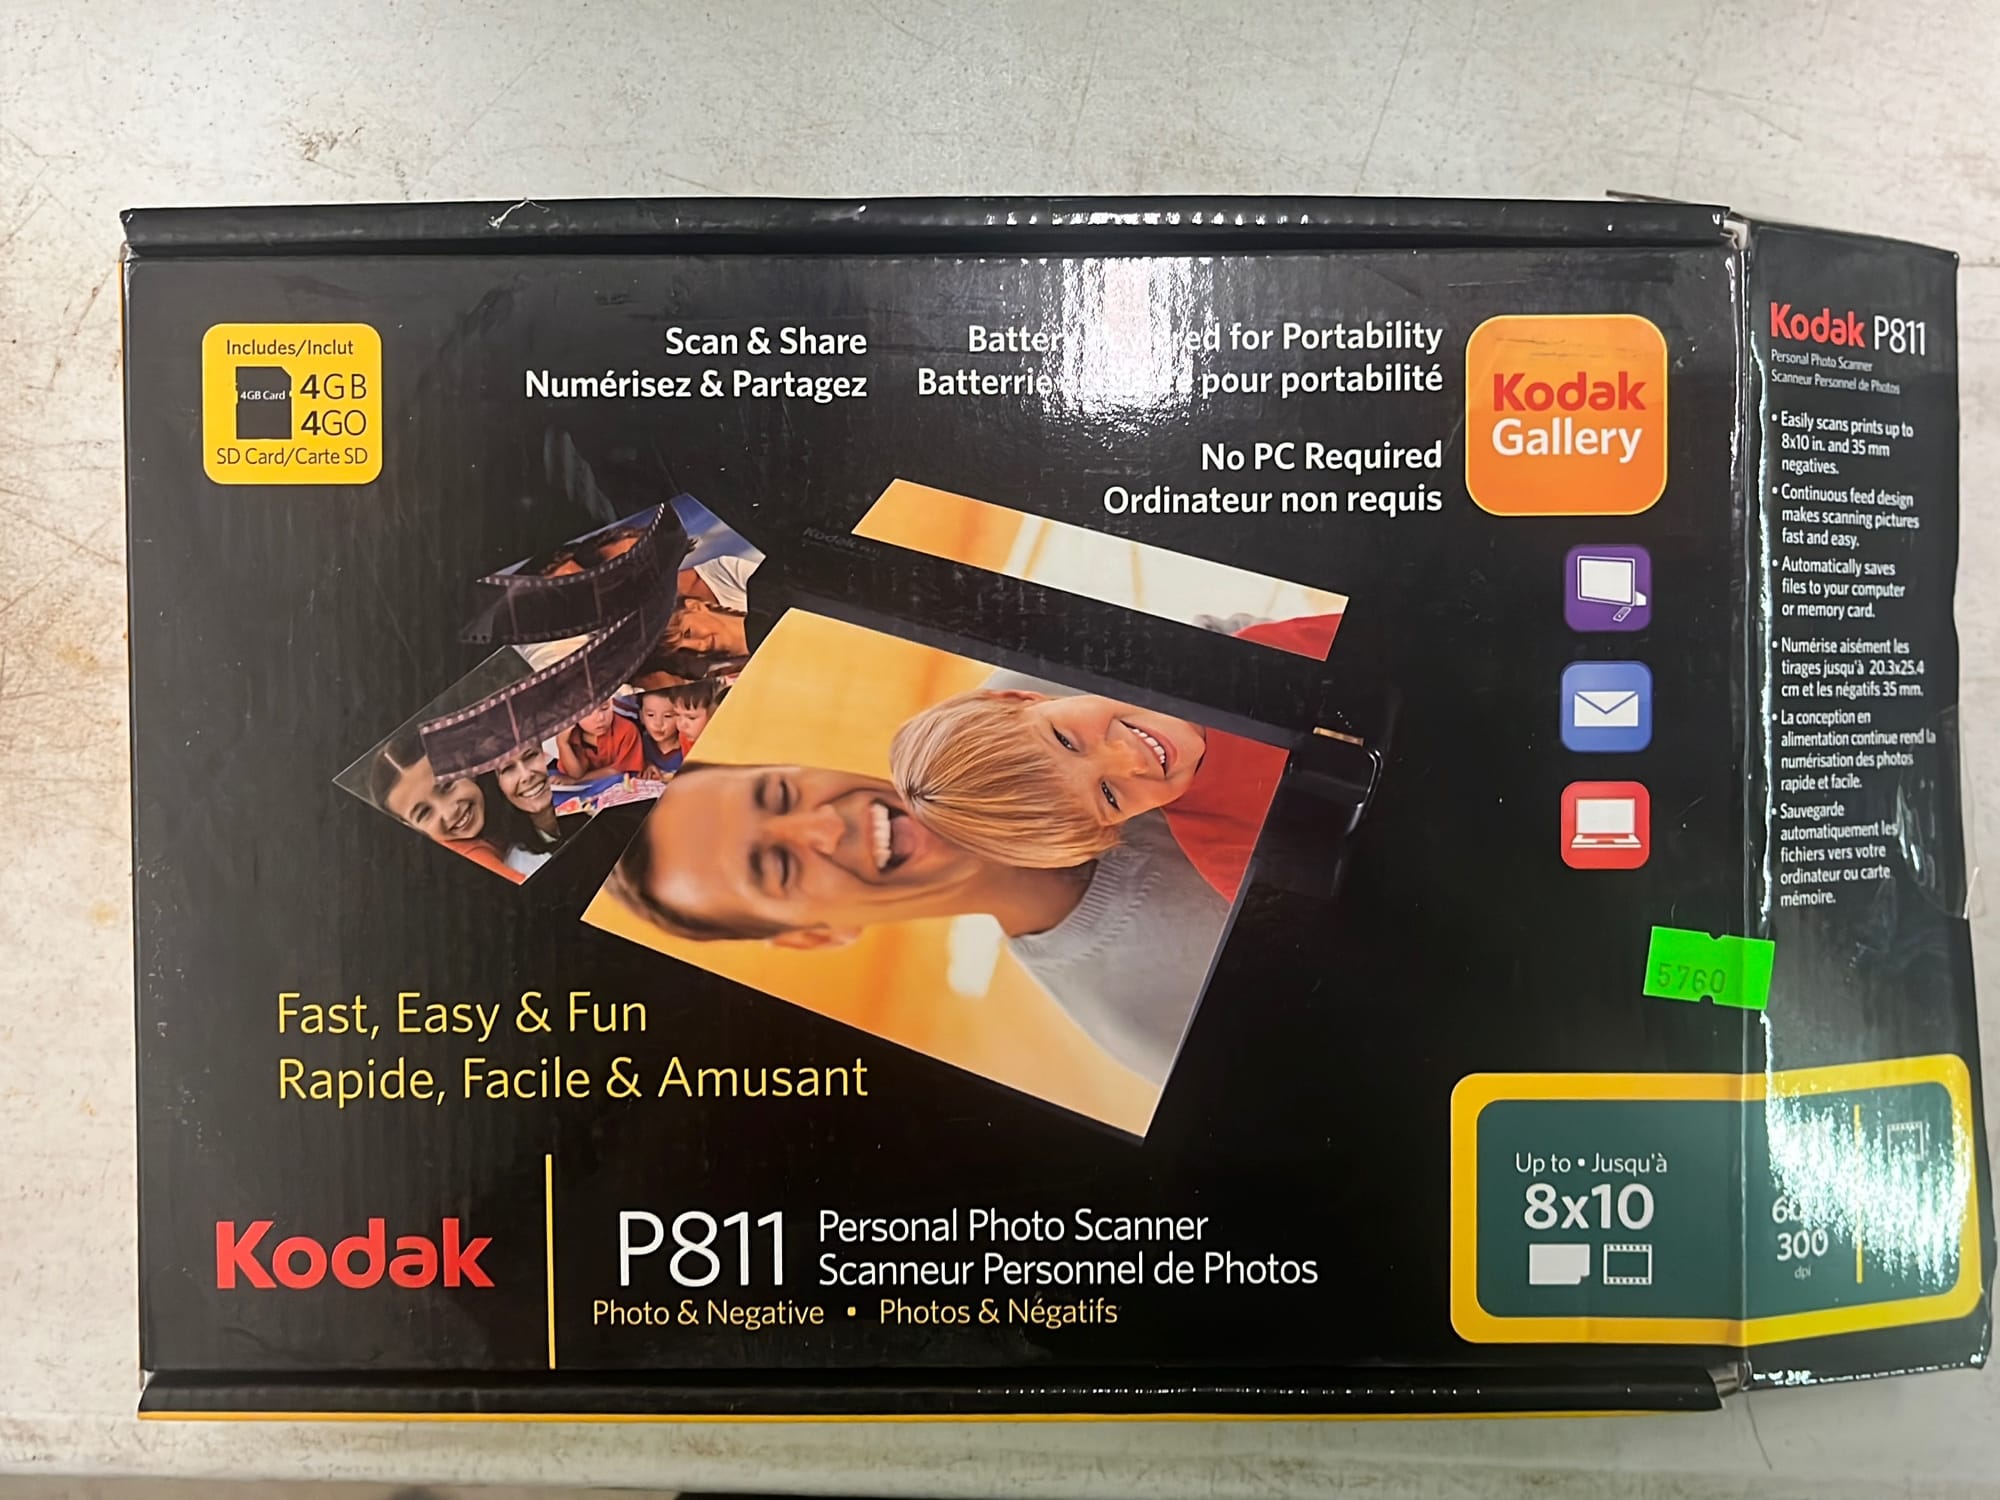 Includes/Inclut
4GB Card
4GB
4GO
SD Card/Carte SD
Scan & Share
Numérisez & Partagez
for Portability
pour portabilité
No PC Required
Ordinateur non requis
Kodak
Gallery
Kodak
Fast, Easy & Fun
Rapide, Facile & Amusant
Kodak
P811
Personal Photo Scanner
Scanneur Personnel de Photos
Photo & Negative • Photos & Négatifs
Up to • Jusqu'à
8x10
5760
Kodak P811
Personal Photo Scanner
Scanneur Personnel de Photos
• Easily scans prints up to
8x10 in. and 35 mm
negatives.
• Continuous feed design
makes scanning pictures
fast and easy.
• Automatically saves
files to your computer
or memory card.
• Numérise aisément les
tirages jusqu'à 20.3x25.4
cm et les négatifs 35 mm.
• La conception en
alimentation continue rend la
numérisation des photos
rapide et facile.
• Sauvegarde
automatiquement les
fichiers vers votre
ordinateur ou carte
mémoire.
300
dpi